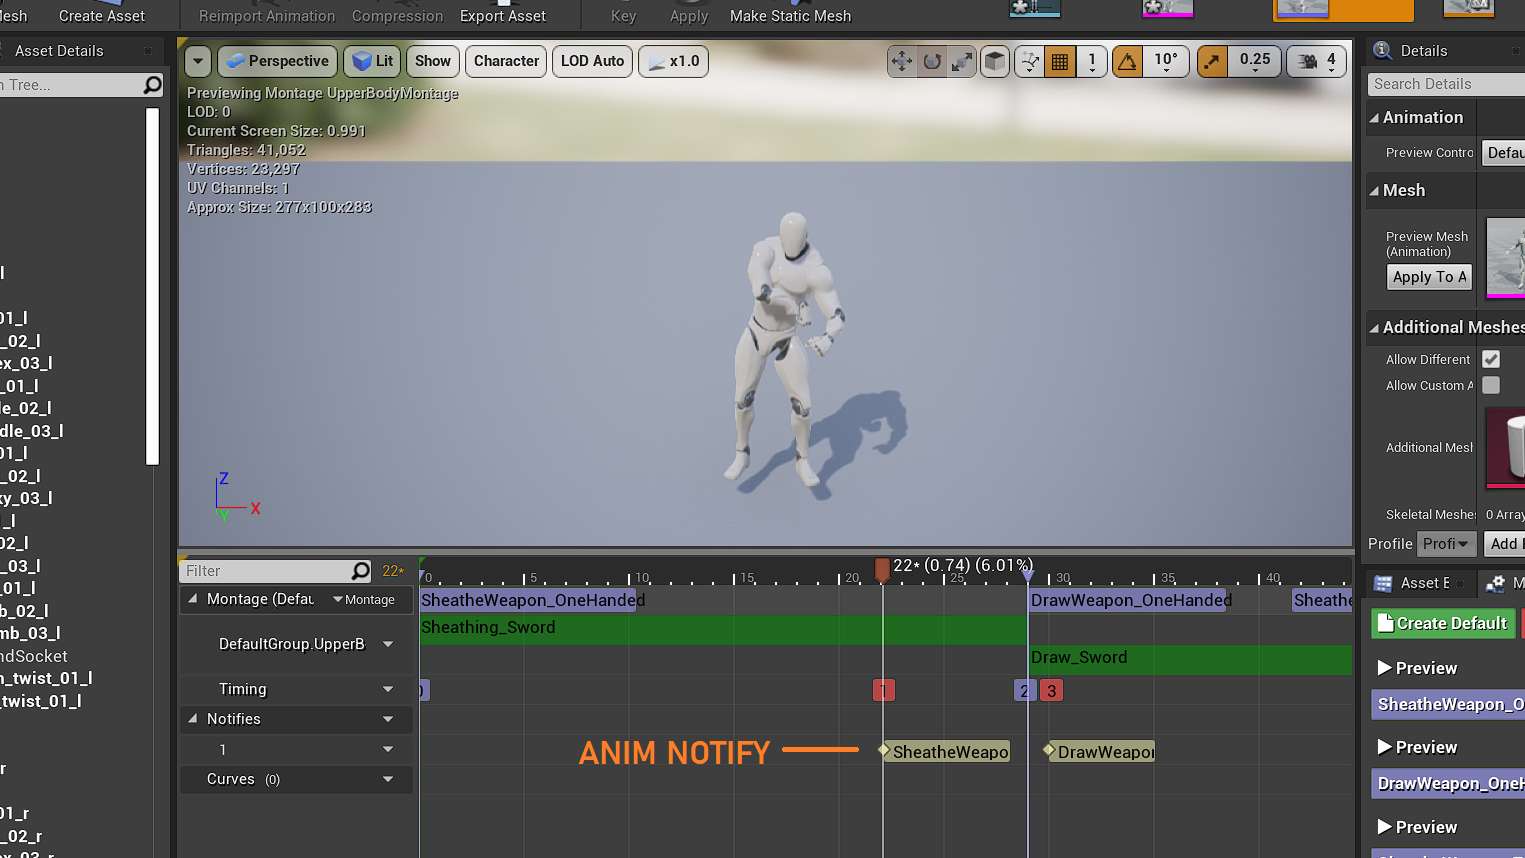 Mesh
Create Asset
Reimport Animation
Compression
Export Asset
Key
Apply
Make Static Mesh
Asset Details
Tree...
Perspective
Lit
Show
Character
LOD Auto
x1.0
1
10°
0.25
4
Previewing Montage UpperBodyMontage
LOD: 0
Current Screen Size: 0.991
Triangles: 41,052
Vertices: 23,297
UV Channels: 1
Approx Size: 277x100x283
l
01_l
_02_l
ex_03_l
_01_l
le_02_l
dle_03_l
01_l
_02_l
ky_03_l
_l
02_l
_03_l
_01_l
b_02_l
mb_03_l
ndSocket
n_twist_01_l
twist_01_l
r
01_r
_02_r
ex_03_r
Z
X
Y
Details
Search Details
Animation
Preview Contro
Defau
Mesh
Preview Mesh
(Animation)
Apply To A
Additional Meshes
Allow Different
Allow Custom A
Additional Mesh
Skeletal Meshes
0 Array
Profile
Profi
Add
Filter
22*
0
5
10
15
20
22* (0.74) (6.01%)
25
30
35
40
Montage (Defau
Montage
SheatheWeapon_OneHanded
DrawWeapon_OneHanded
Sheathe
DefaultGroup.UpperB
Sheathing_Sword
Draw_Sword
Timing
0
1
2
3
Notifies
1
ANIM NOTIFY
SheatheWeapo
DrawWeapon
Curves (0)
Asset B
M
Create Default
Preview
SheatheWeapon_O
Preview
DrawWeapon_OneH
Preview